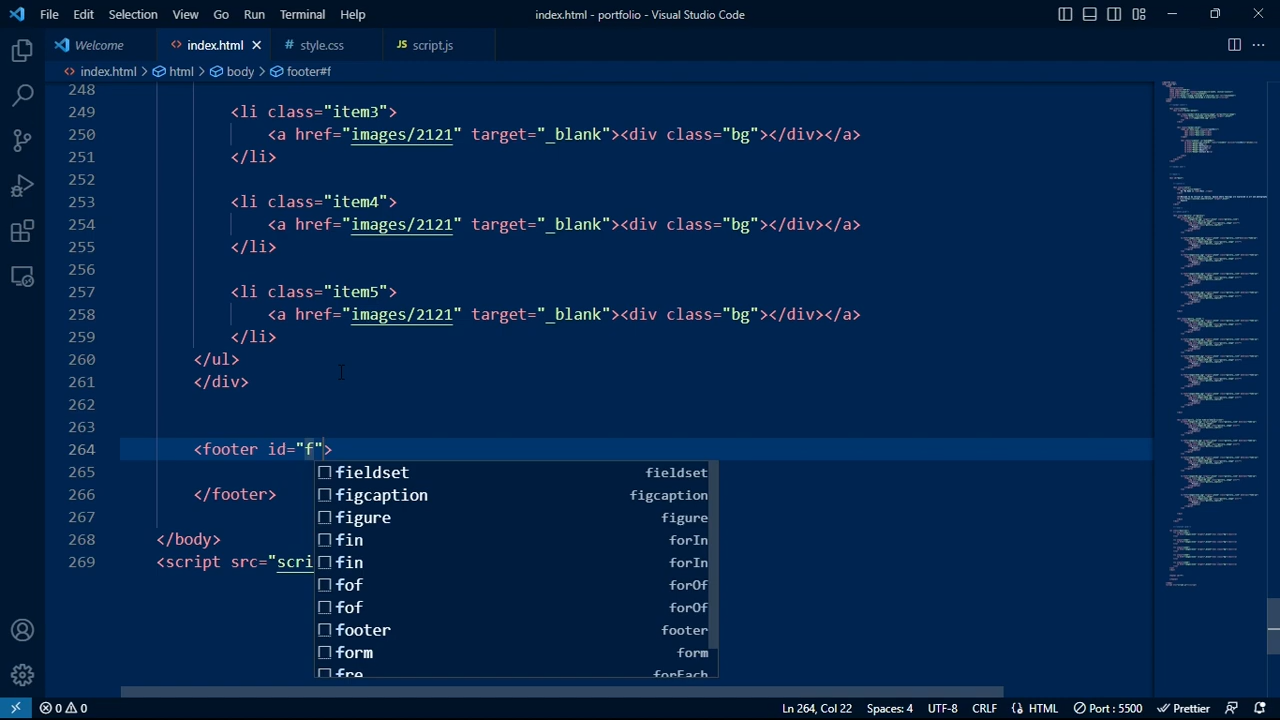 File Edit Selection View Go Run Terminal Help
index.html - portfolio - Visual Studio Code
Welcome
<> index.html
# style.css
JS script.js
<> index.html > html > body > footer#f
248
249 <li class="item3">
250 <a href="images/2121" target="_blank"><div class="bg"></div></a>
251 </li>
252
253 <li class="item4">
254 <a href="images/2121" target="_blank"><div class="bg"></div></a>
255 </li>
256
257 <li class="item5">
258 <a href="images/2121" target="_blank"><div class="bg"></div></a>
259 </li>
260 </ul>
261 </div>
262
263
264 <footer id="f">
265
266 </footer>
267
268 </body>
269 <script src="scri
fieldset fieldset
figcaption figcaption
figure figure
fin forIn
fin forIn
fof forOf
fof forOf
footer footer
form form
fre forEach
0 0
Ln 264, Col 22
Spaces: 4
UTF-8
CRLF
HTML
Port : 5500
Prettier